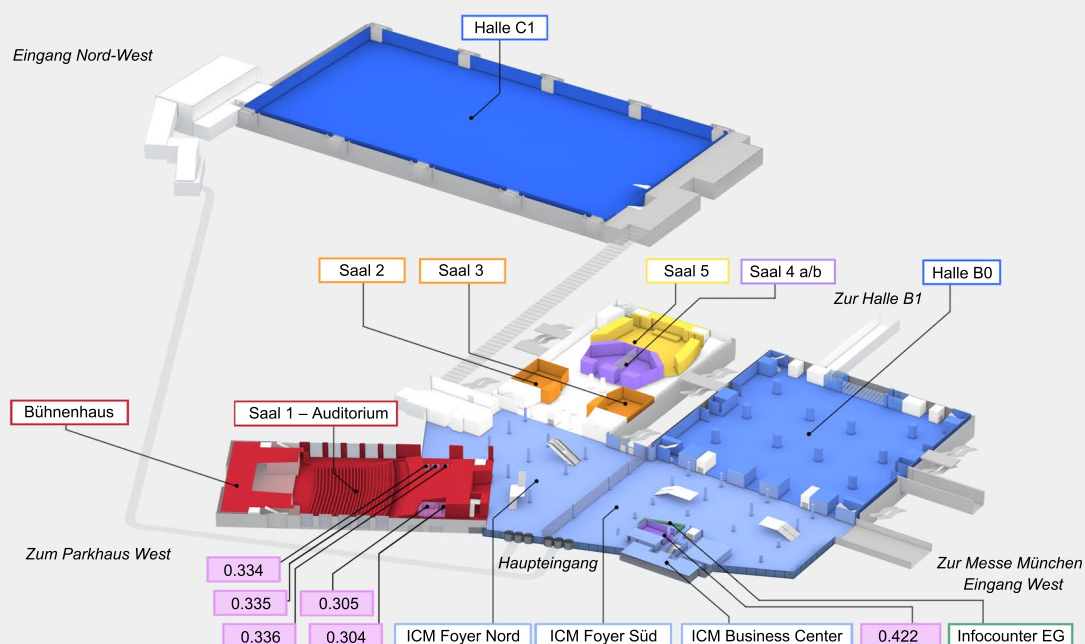 Halle C1
Eingang Nord-West
Saal 2
Saal 3
Saal 5
Saal 4 a/b
Halle B0
Zur Halle B1
Bühnenhaus
Saal 1 – Auditorium
Zum Parkhaus West
Haupteingang
Zur Messe München
Eingang West
0.334
0.335
0.305
0.336
0.304
ICM Foyer Nord
ICM Foyer Süd
ICM Business Center
0.422
Infocounter EG